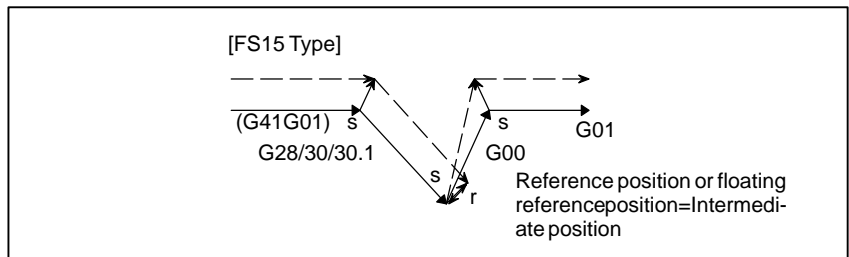 [FS15 Type]
(G41G01) s
s
G01
G28/30/30.1
G00
s
r
Reference position or floating
referenceposition=Intermedi-
ate position